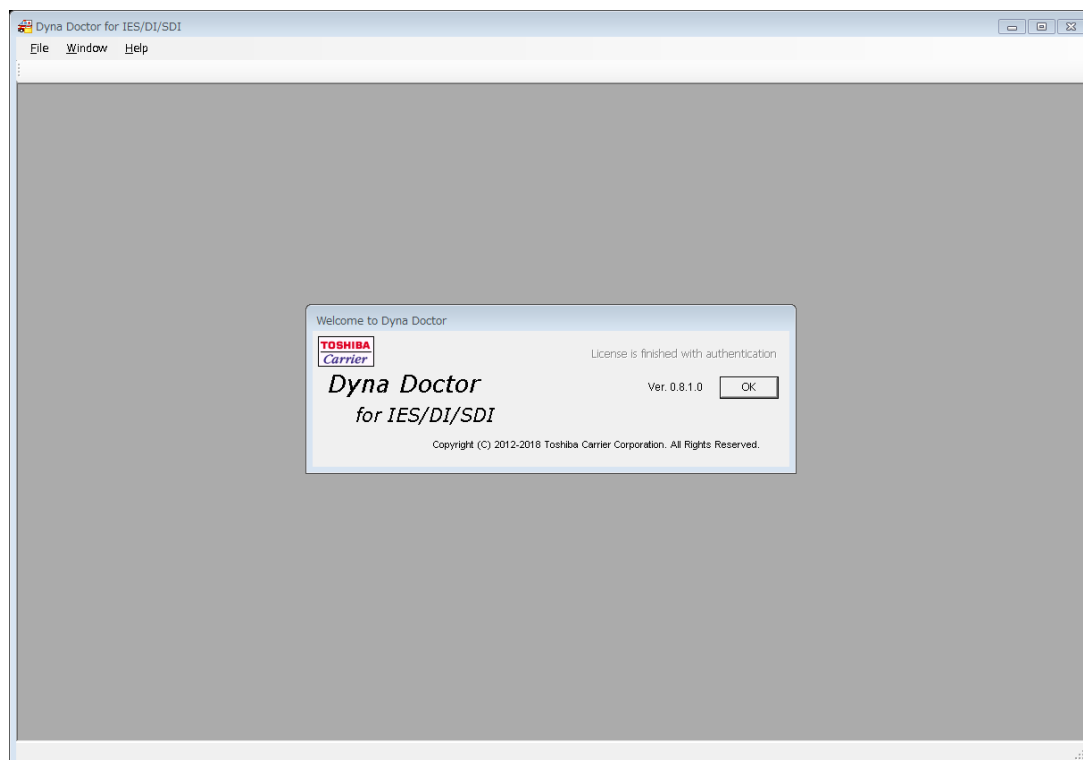 Dyna Doctor for IES/DI/SDI
File Window Help
Welcome to Dyna Doctor
TOSHIBA
Carrier
License is finished with authentication
Dyna Doctor
Ver. 0.8.1.0 OK
for IES/DI/SDI
Copyright (C) 2012-2018 Toshiba Carrier Corporation. All Rights Reserved.